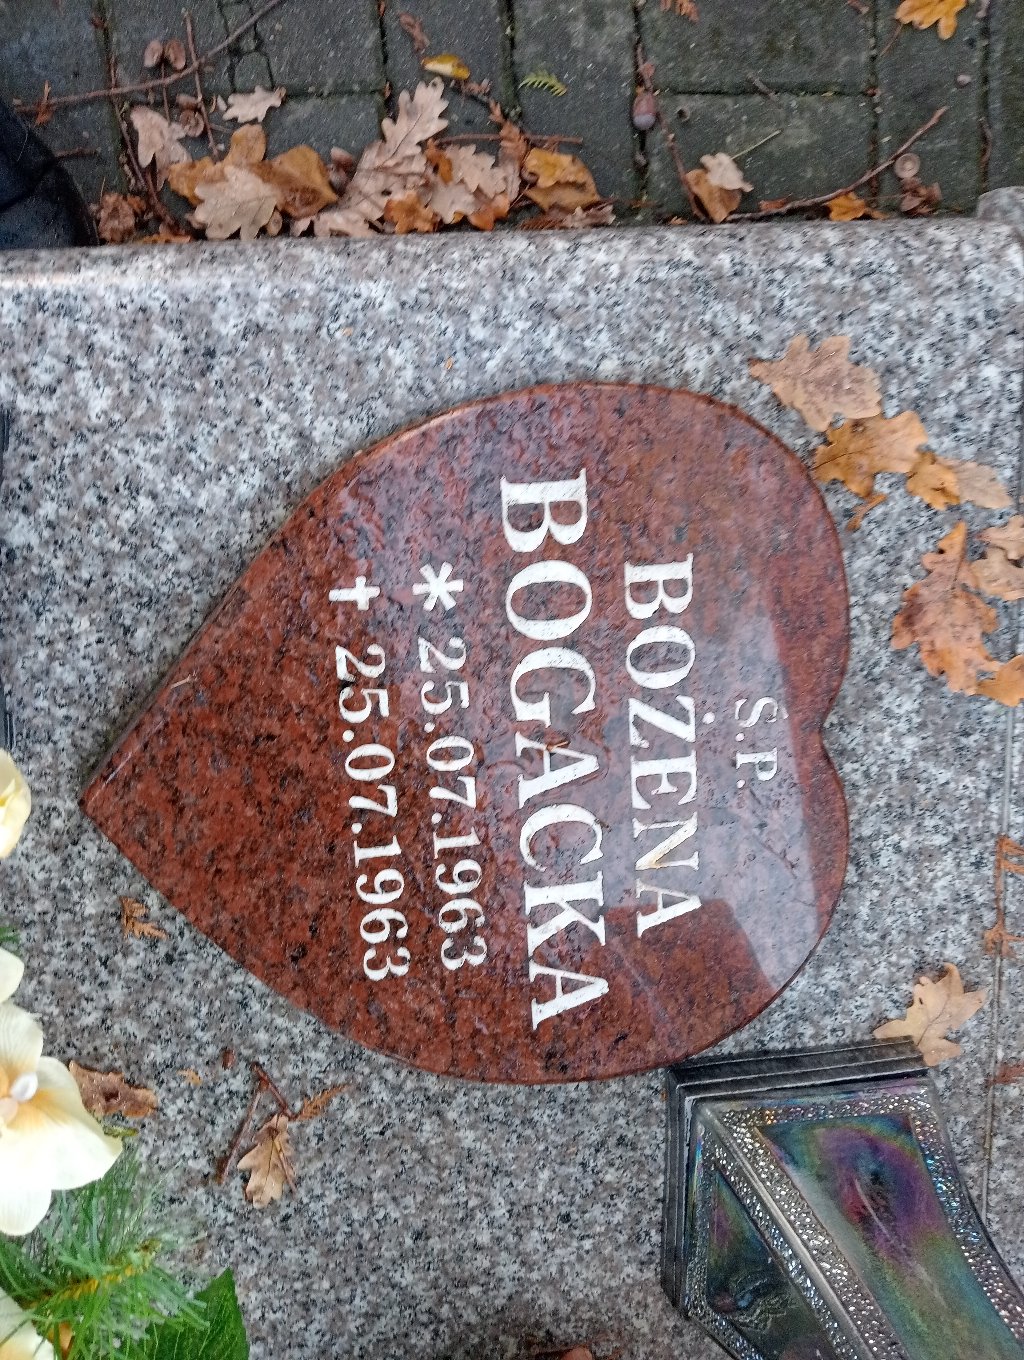 Ś.P.
BOŻENA
BOGACKA
* 25.07.1963
✝ 25.07.1963